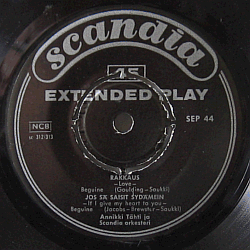 scandia
45
EXTENDED PLAY
NCB
SEP 44
RAKKAUS
—Love—
Beguine (Goulding—Saukki)
JOS SÄ SAISIT SYDÄMEIN
—If I give my heart to you—
Beguine (Jacobs—Brewster—Saukki)
Annikki Tähti ja
Scandia orkesteri